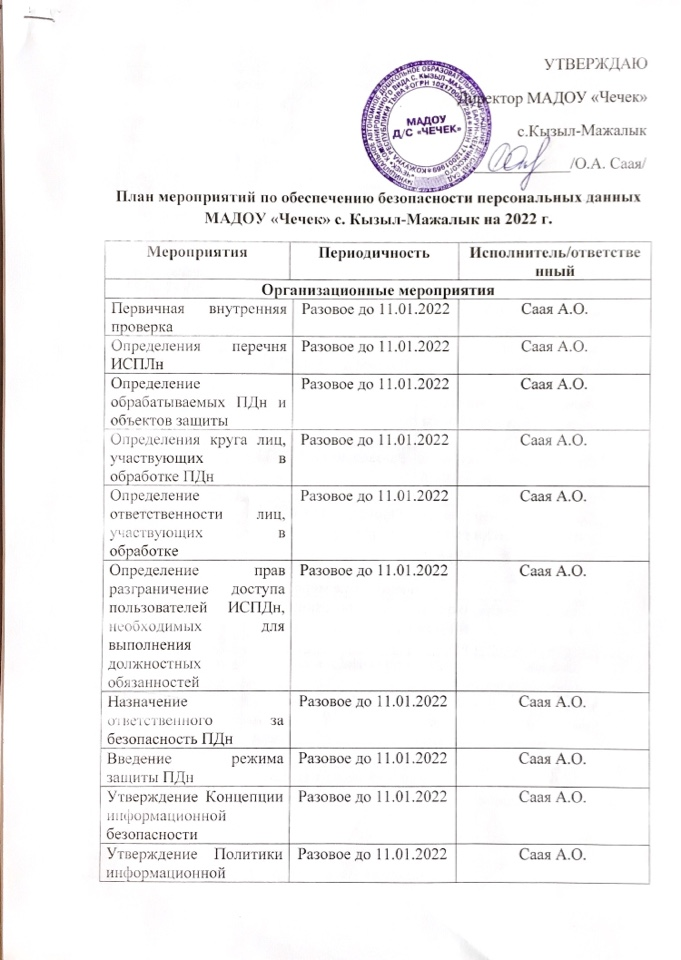 УТВЕРЖДАЮ
Директор МАДОУ «Чечек»
с.Кызыл-Мажалык
/О.А. Саая/
МАДОУ
Д/С «ЧЕЧЕК»
План мероприятий по обеспечению безопасности персональных данных
МАДОУ «Чечек» с. Кызыл-Мажалык на 2022 г.
Мероприятия Периодичность Исполнитель/ответстве
нный
Организационные мероприятия
Первичная внутренняя Разовое до 11.01.2022 Саая А.О.
проверка
Определения перечня Разовое до 11.01.2022 Саая А.О.
ИСПЛн
Определение Разовое до 11.01.2022 Саая А.О.
обрабатываемых ПДн и
объектов защиты
Определения круга лиц, Разовое до 11.01.2022 Саая А.О.
участвующих в
обработке ПДн
Определение Разовое до 11.01.2022 Саая А.О.
ответственности лиц,
участвующих в
обработке
Определение прав Разовое до 11.01.2022 Саая А.О.
разграничение доступа
пользователей ИСПДн,
необходимых для
выполнения
должностных
обязанностей
Назначение Разовое до 11.01.2022 Саая А.О.
ответственного за
безопасность ПДн
Введение режима Разовое до 11.01.2022 Саая А.О.
защиты ПДн
Утверждение Концепции Разовое до 11.01.2022 Саая А.О.
информационной
безопасности
Утверждение Политики Разовое до 11.01.2022 Саая А.О.
информационной